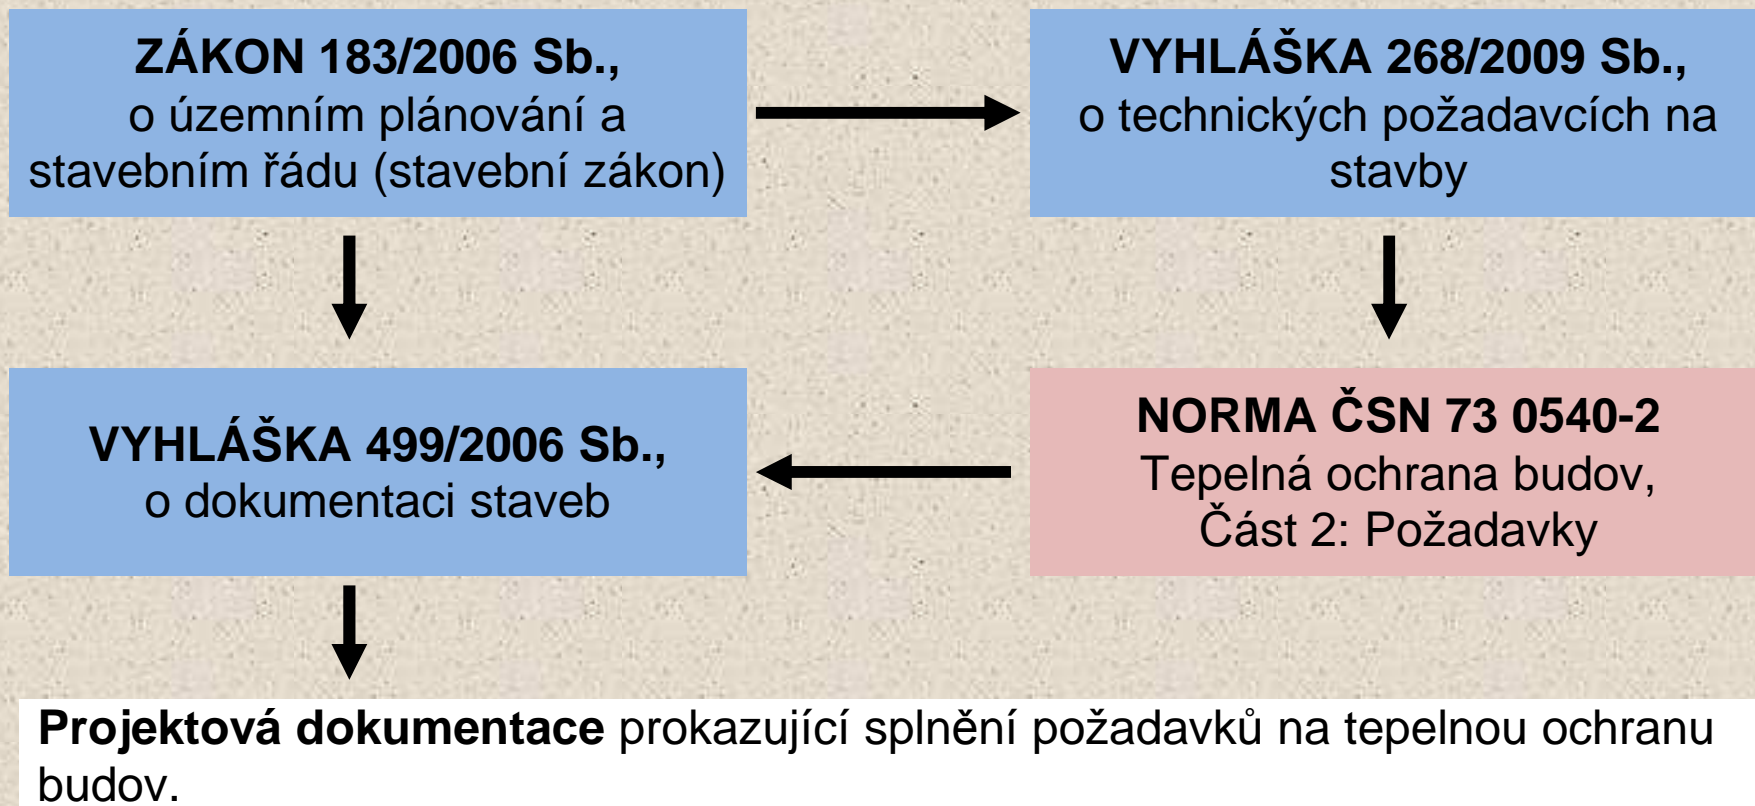 ZÁKON 183/2006 Sb.,
o územním plánování a
stavebním řádu (stavební zákon)
VYHLÁŠKA 268/2009 Sb.,
o technických požadavcích na
stavby
VYHLÁŠKA 499/2006 Sb.,
o dokumentaci staveb
NORMA ČSN 73 0540-2
Tepelná ochrana budov,
Část 2: Požadavky
Projektová dokumentace prokazující splnění požadavků na tepelnou ochranu
budov.